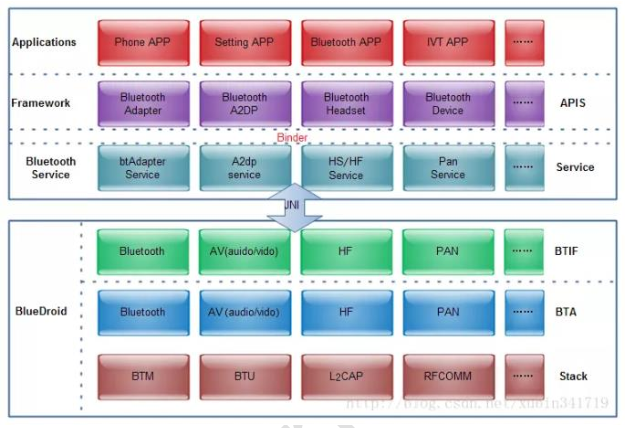 Applications Phone APP Setting APP Bluetooth APP IVT APP ······
Framework Bluetooth Adapter Bluetooth A2DP Bluetooth Headset Bluetooth Device ······ APIS
Binder
Bluetooth Service btAdapter Service A2dp service HS/HF Service Pan Service ······ Service
JNI
Bluetooth AV(auido/vido) HF PAN ······ BTIF
BlueDroid Bluetooth AV(audio/vido) HF PAN ······ BTA
BTM BTU L2CAP RFCOMM ······ Stack
http://blog.csdn.net/xubin341719